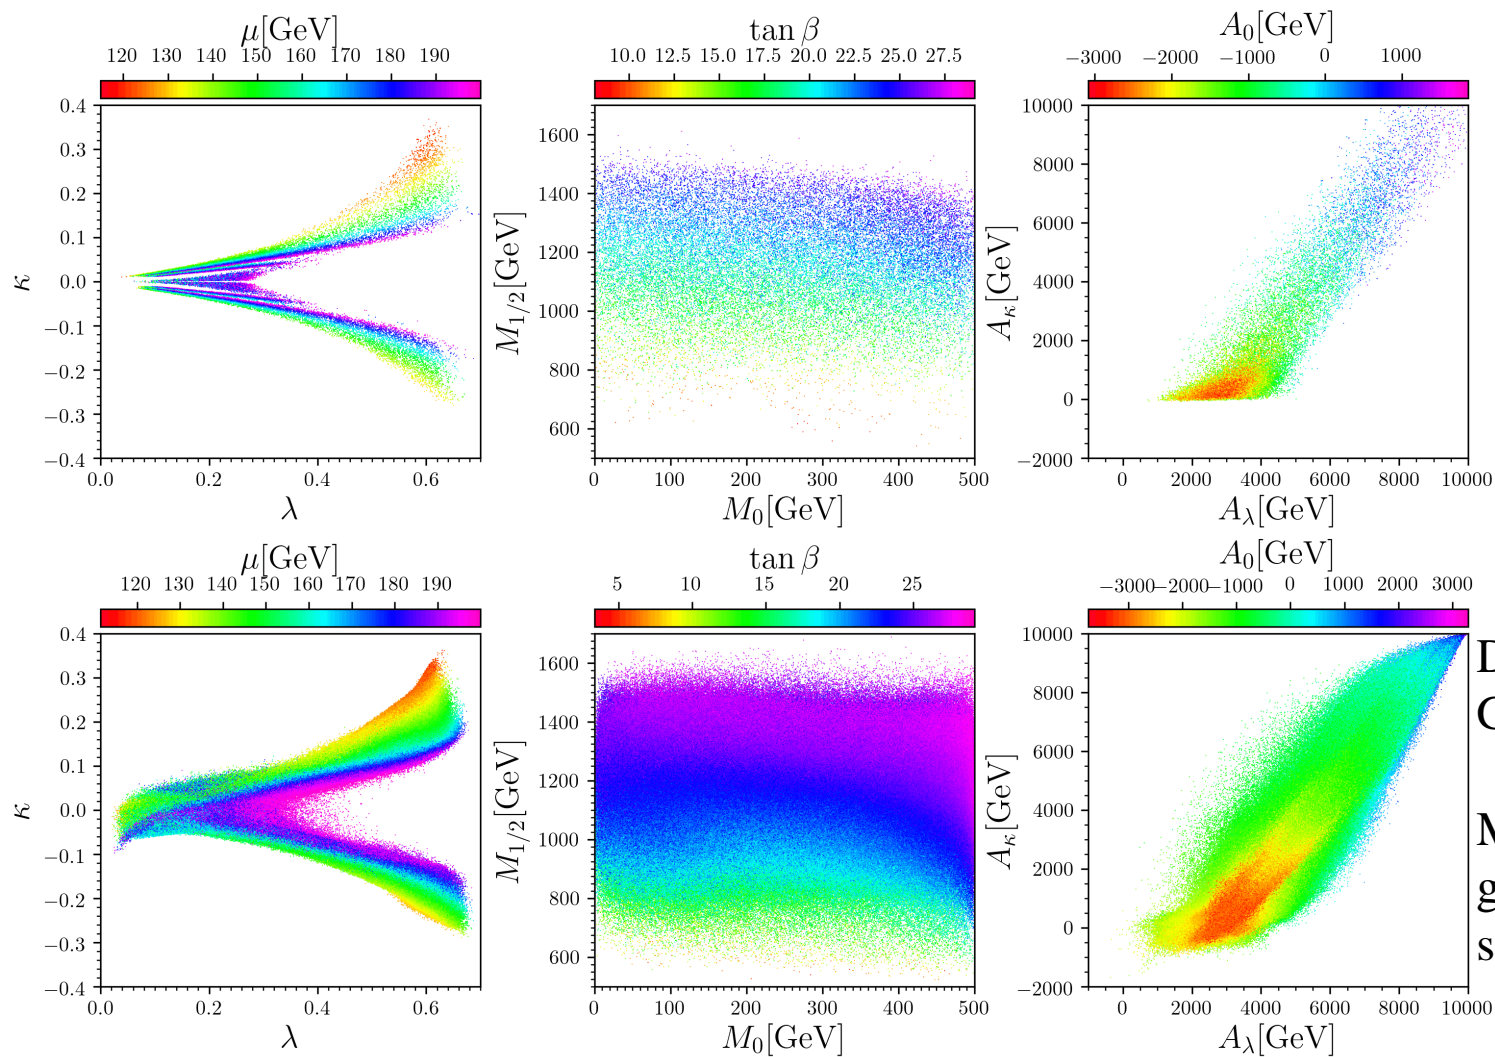 μ[GeV]
120 130 140 150 160 170 180 190
tan β
10.0 12.5 15.0 17.5 20.0 22.5 25.0 27.5
A₀[GeV]
−3000 −2000 −1000 0 1000
0.4
0.3
0.2
0.1
0.0
−0.1
−0.2
−0.3
−0.4
κ
0.0 0.2 0.4 0.6
λ
1600
1400
1200
1000
800
600
M₁/₂[GeV]
0 100 200 300 400 500
M₀[GeV]
10000
8000
6000
4000
2000
0
−2000
A_κ[GeV]
0 2000 4000 6000 8000 10000
A_λ[GeV]
μ[GeV]
120 130 140 150 160 170 180 190
tan β
5 10 15 20 25
A₀[GeV]
−3000 −2000 −1000 0 1000 2000 3000
0.4
0.3
0.2
0.1
0.0
−0.1
−0.2
−0.3
−0.4
κ
0.0 0.2 0.4 0.6
λ
1600
1400
1200
1000
800
600
M₁/₂[GeV]
0 100 200 300 400 500
M₀[GeV]
10000
8000
6000
4000
2000
0
−2000
A_κ[GeV]
0 2000 4000 6000 8000 10000
A_λ[GeV]
g
s